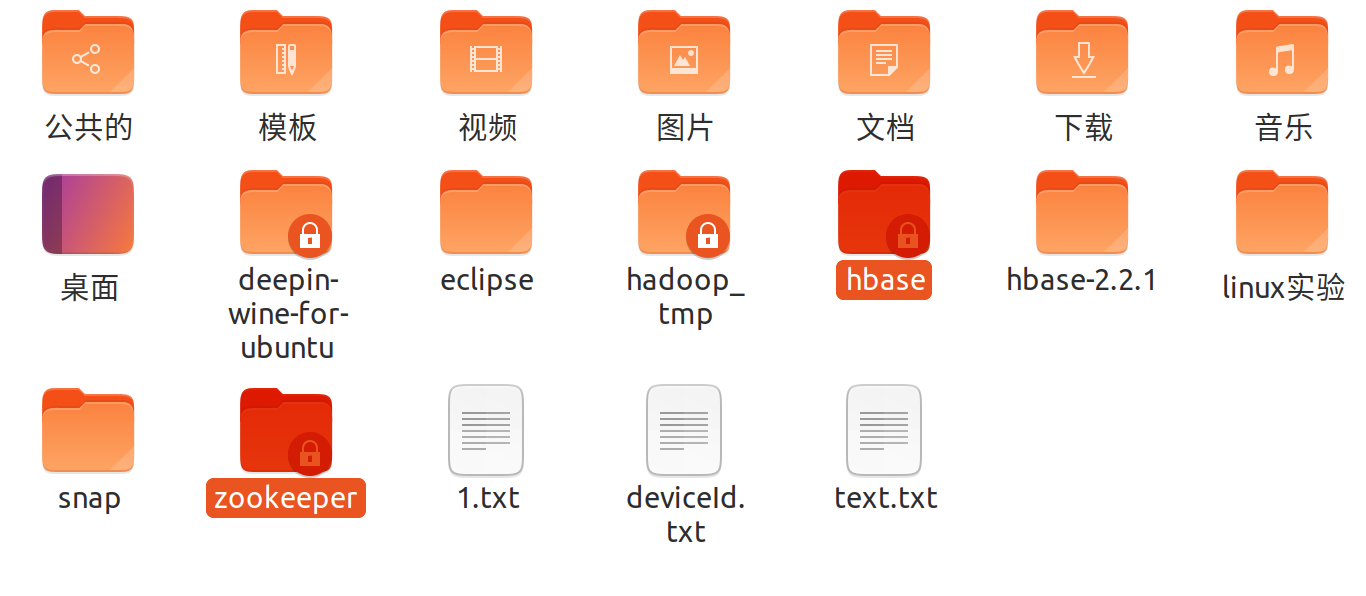 公共的
模板
视频
图片
文档
下载
音乐
桌面
deepin-
wine-for-
ubuntu
eclipse
hadoop_
tmp
hbase
hbase-2.2.1
linux实验
snap
zookeeper
1.txt
deviceId.
txt
text.txt